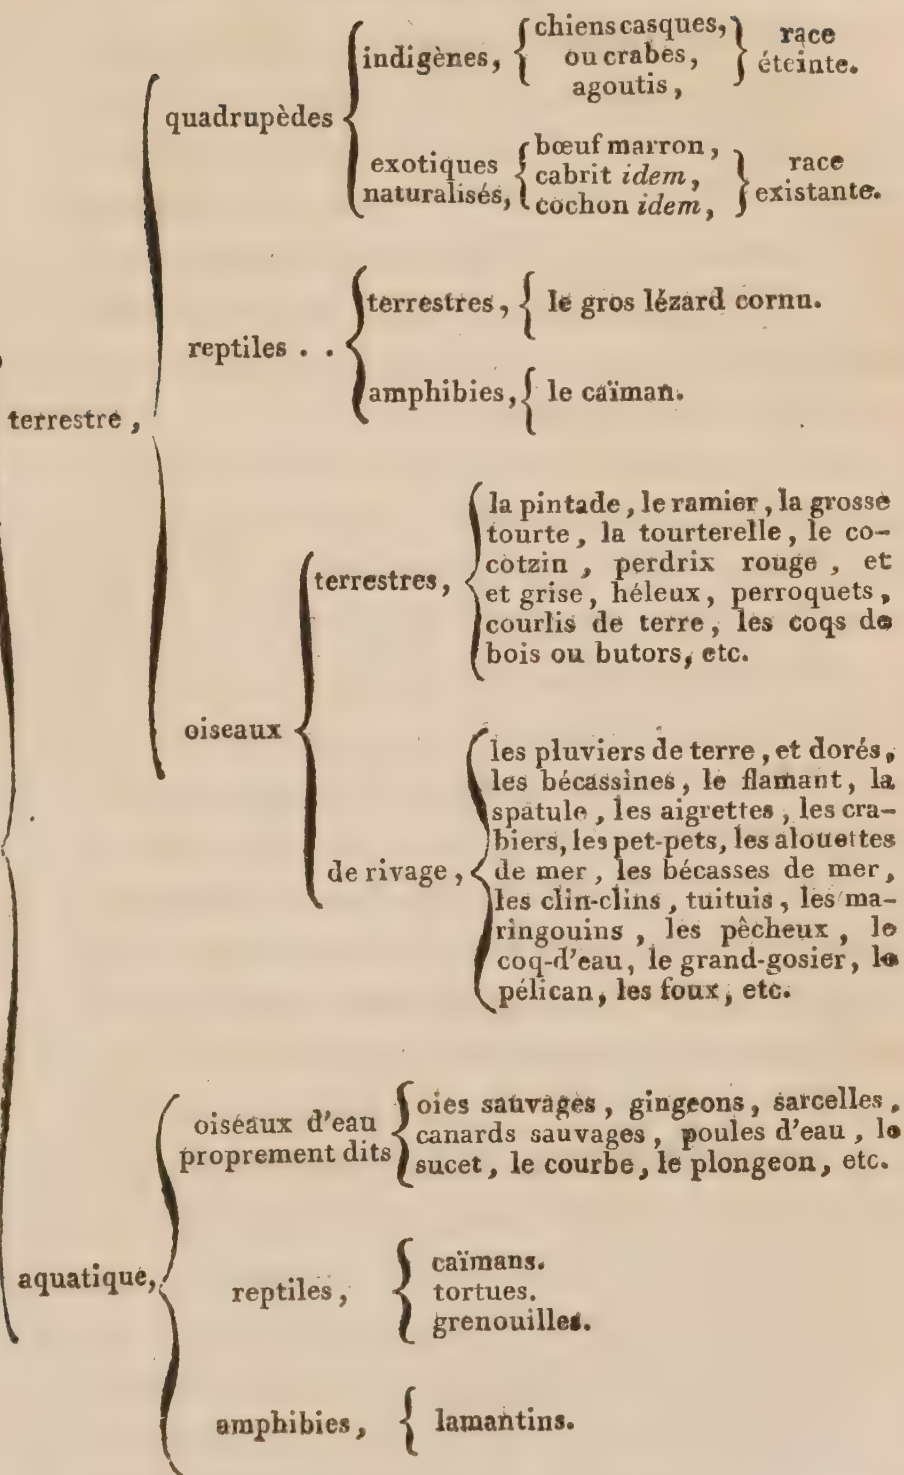 terrestre,
quadrupèdes
indigènes,
chiens casques,
ou crabes,
agoutis,
race
éteinte.
exotiques
naturalisés,
bœuf marron,
cabrit idem,
cochon idem,
race
existante.
reptiles . .
terrestres,
le gros lézard cornu.
amphibies,
le caïman.
oiseaux
terrestres,
la pintade, le ramier, la grosse
tourte, la tourterelle, le co-
cotzin, perdrix rouge, et
et grise, héleux, perroquets,
courlis de terre, les coqs de
bois ou butors, etc.
de rivage,
les pluviers de terre, et dorés,
les bécassines, le flamant, la
spatule, les aigrettes, les cra-
biers, les pet-pets, les alouettes
de mer, les bécasses de mer,
les clin-clins, tuituis, les ma-
ringouins, les pêcheux, le
coq-d'eau, le grand-gosier, le
pélican, les foux, etc.
aquatique,
oiseaux d'eau
proprement dits
oies sauvages, gingeons, sarcelles,
canards sauvages, poules d'eau, le
sucet, le courbe, le plongeon, etc.
reptiles,
caïmans.
tortues.
grenouilles.
amphibies,
lamantins.